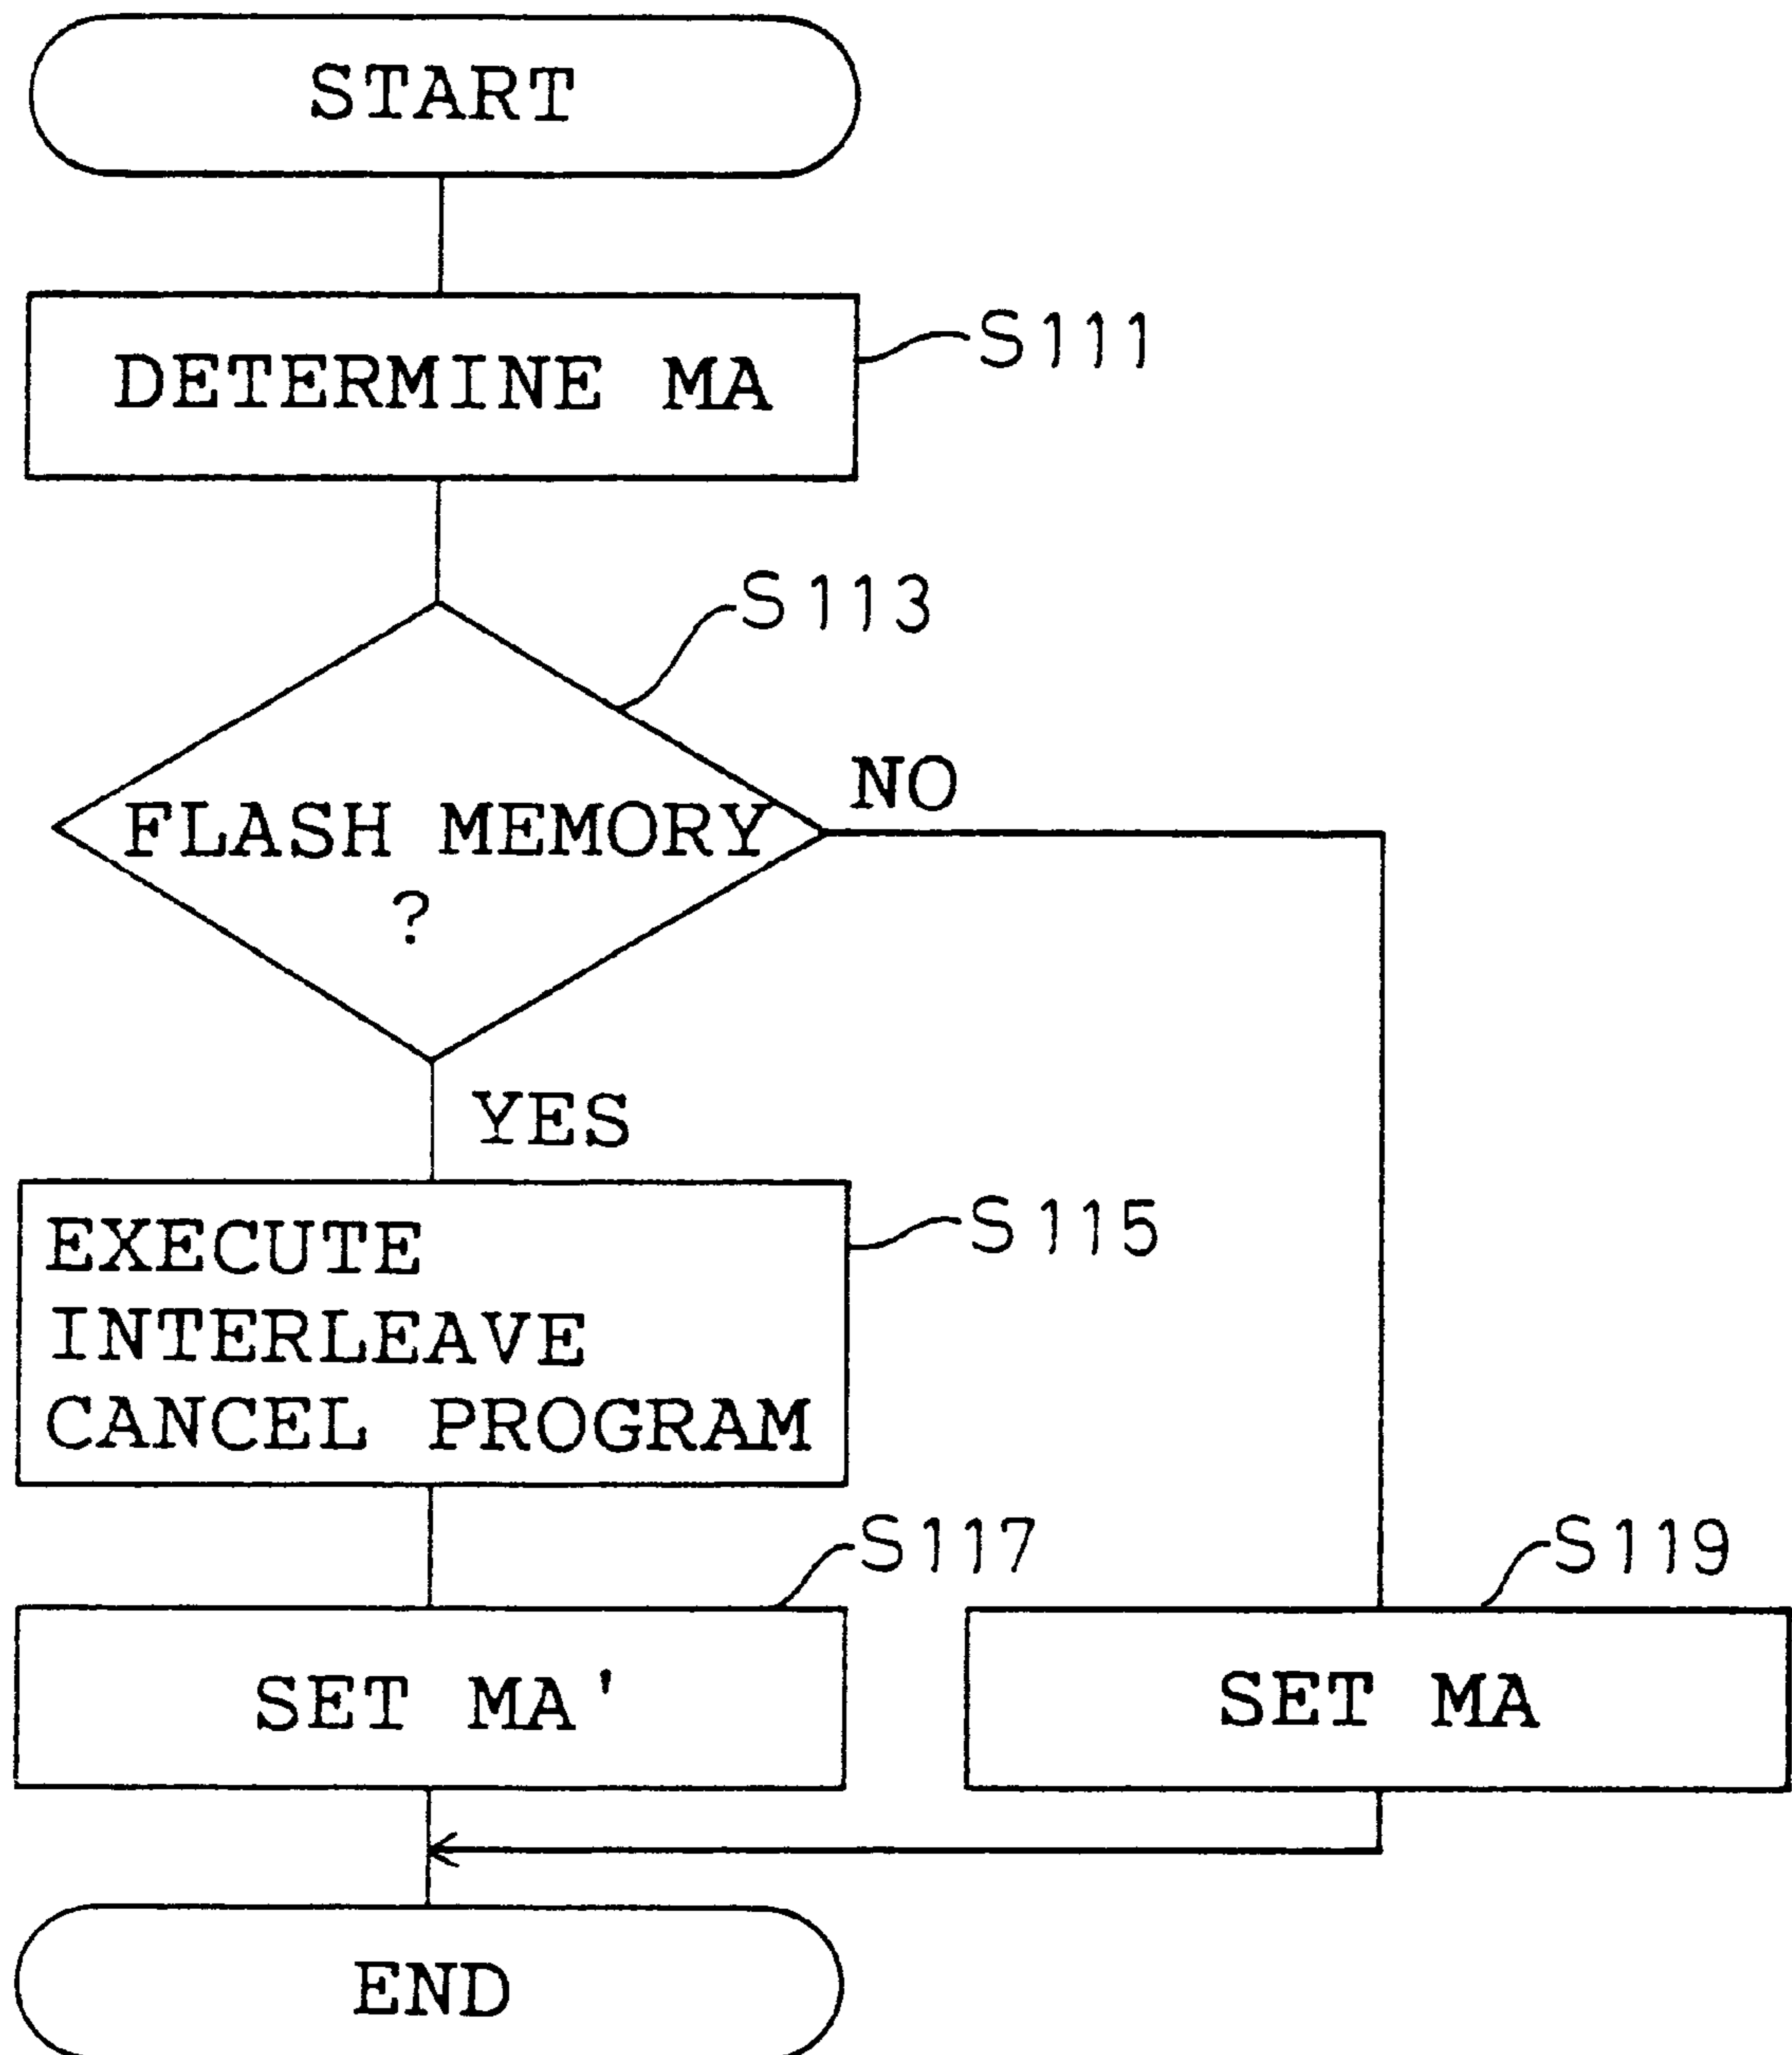 START
DETERMINE MA
S111
S113
FLASH MEMORY
?
NO
YES
EXECUTE
INTERLEAVE
CANCEL PROGRAM
S115
S117
SET MA'
S119
SET MA
END